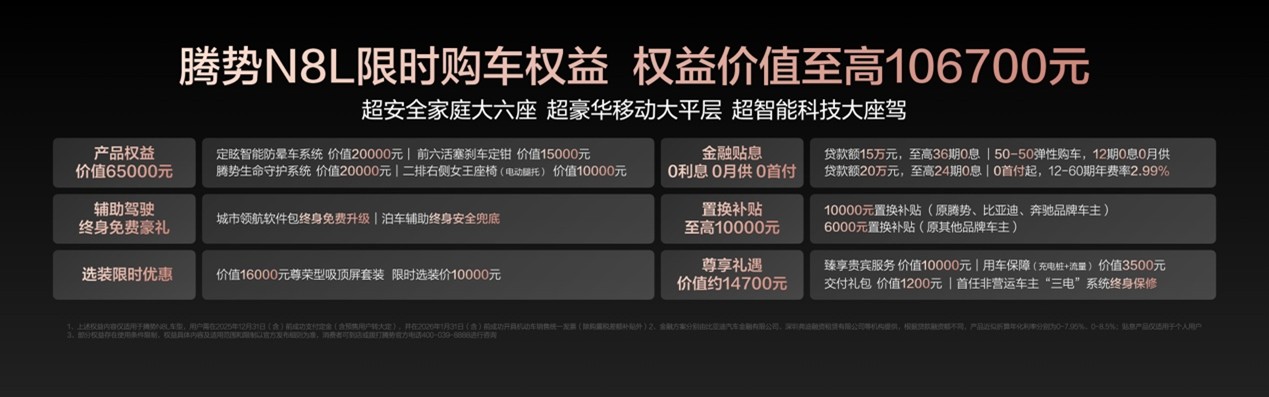 腾势N8L限时购车权益 权益价值至高106700元
超安全家庭大六座 超豪华移动大平层 超智能科技大座驾
产品权益
价值65000元
定眩智能防晕车系统 价值20000元丨 前六活塞刹车定钳 价值15000元
腾势生命守护系统 价值20000元丨二排右侧女王座椅(电动腿托) 价值10000元
金融贴息
0利息 0月供 0首付
贷款额15万元，至高36期0息 丨50-50弹性购车，12期0息0月供
贷款额20万元，至高24期0息丨0首付起，12-60期年费率2.99%
辅助驾驶
终身免费豪礼
城市领航软件包终身免费升级丨泊车辅助终身安全兜底
置换补贴
至高10000元
10000元置换补贴（原腾势、比亚迪、奔驰品牌车主）
6000元置换补贴（原其他品牌车主）
选装限时优惠
价值16000元尊荣型吸顶屏套装 限时选装价10000元
尊享礼遇
价值约14700元
臻享贵宾服务 价值10000元丨用车保障(充电桩+流量) 价值3500元
交付礼包 价值1200元 丨首任非营运车主“三电”系统终身保修